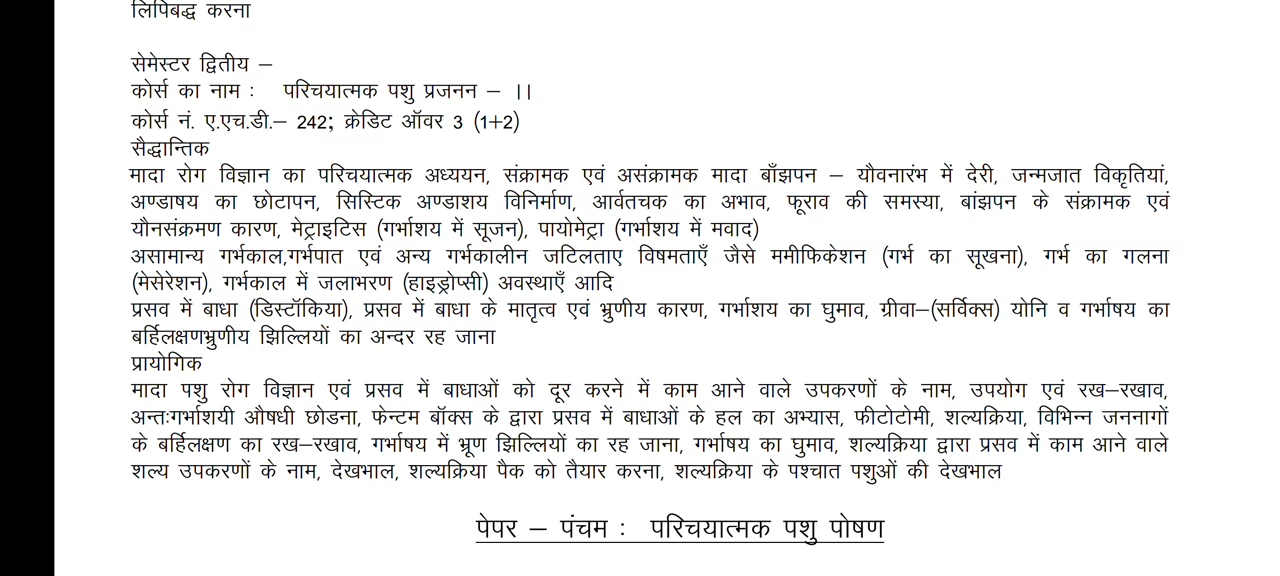 लिपिबद्ध करना
सेमेस्टर द्वितीय –
कोर्स का नाम : परिचयात्मक पशु प्रजनन – ।।
कोर्स नं. ए.एच.डी.– 242; क्रेडिट ऑवर 3 (1+2)
सैद्धान्तिक
मादा रोग विज्ञान का परिचयात्मक अध्ययन, संक्रामक एवं असंक्रामक मादा बाँझपन – यौवनारंभ में देरी, जन्मजात विकृतियां,
अण्डाषय का छोटापन, सिस्टिक अण्डाशय विनिर्माण, आर्वतचक का अभाव, फूराव की समस्या, बांझपन के संक्रामक एवं
यौनसंक्रमण कारण, मेट्राइटिस (गर्भाशय में सूजन), पायोमेट्रा (गर्भाशय में मवाद)
असामान्य गर्भकाल,गर्भपात एवं अन्य गर्भकालीन जटिलताए विषमताएँ जैसे ममीफिकेशन (गर्भ का सूखना), गर्भ का गलना
(मेसेरेशन), गर्भकाल में जलाभरण (हाइड्रोप्सी) अवस्थाएँ आदि
प्रसव में बाधा (डिस्टॉकिया), प्रसव में बाधा के मातृत्व एवं भ्रुणीय कारण, गर्भाशय का घुमाव, ग्रीवा–(सर्विक्स) योनि व गर्भाषय का
बर्हिलक्षणभ्रुणीय झिल्लियों का अन्दर रह जाना
प्रायोगिक
मादा पशु रोग विज्ञान एवं प्रसव में बाधाओं को दूर करने में काम आने वाले उपकरणों के नाम, उपयोग एवं रख–रखाव,
अन्तःगर्भाशयी औषधी छोडना, फेन्टम बॉक्स के द्वारा प्रसव में बाधाओं के हल का अभ्यास, फीटोटोमी, शल्यक्रिया, विभिन्न जननागों
के बर्हिलक्षण का रख–रखाव, गर्भाषय में भ्रूण झिल्लियों का रह जाना, गर्भाषय का घुमाव, शल्यक्रिया द्वारा प्रसव में काम आने वाले
शल्य उपकरणों के नाम, देखभाल, शल्यक्रिया पैक को तैयार करना, शल्यक्रिया के पश्चात पशुओं की देखभाल
पेपर – पंचम : परिचयात्मक पशु पोषण